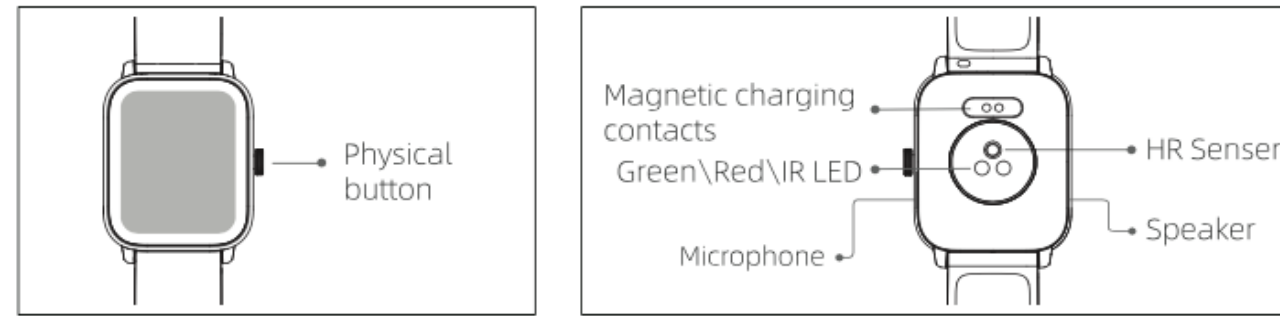 Physical
button
Magnetic charging
contacts
Green\Red\IR LED
Microphone
HR Senser
Speaker